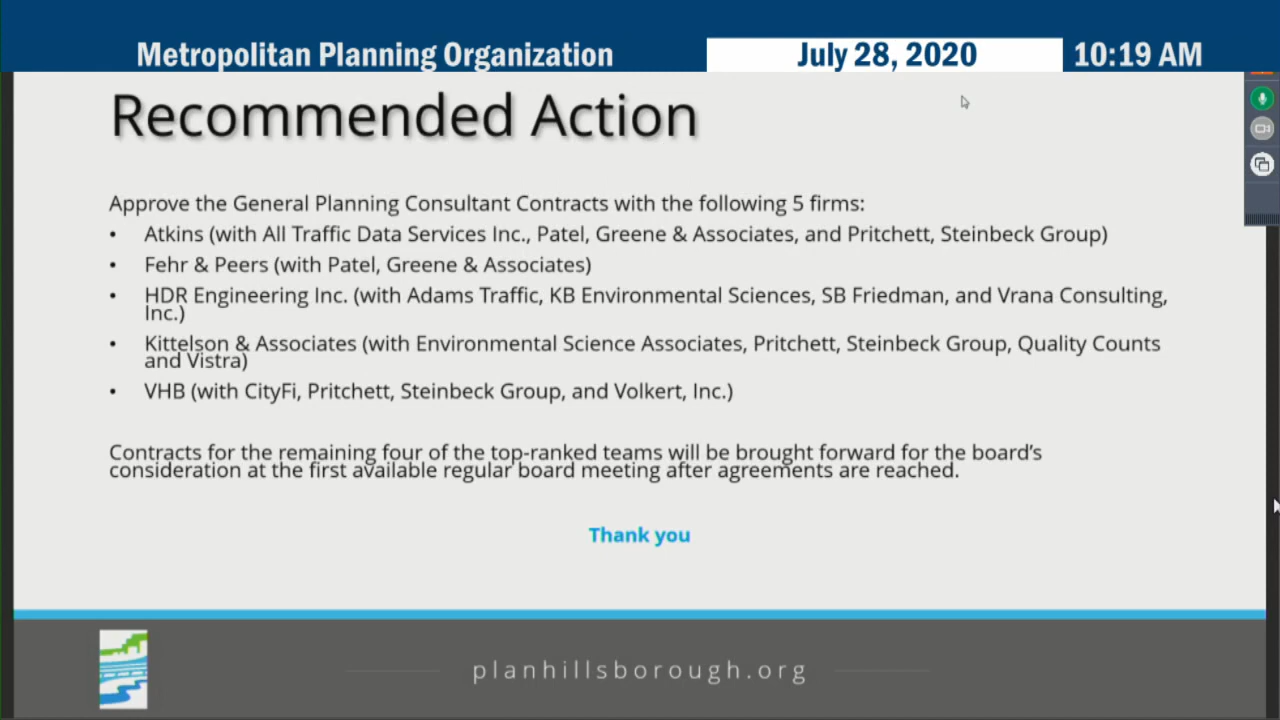 Metropolitan Planning Organization
July 28, 2020
10:19 AM
Recommended Action
Approve the General Planning Consultant Contracts with the following 5 firms:
• Atkins (with All Traffic Data Services Inc., Patel, Greene & Associates, and Pritchett, Steinbeck Group)
• Fehr & Peers (with Patel, Greene & Associates)
• HDR Engineering Inc. (with Adams Traffic, KB Environmental Sciences, SB Friedman, and Vrana Consulting,
Inc.)
• Kittelson & Associates (with Environmental Science Associates, Pritchett, Steinbeck Group, Quality Counts
and Vistra)
• VHB (with CityFi, Pritchett, Steinbeck Group, and Volkert, Inc.)
Contracts for the remaining four of the top-ranked teams will be brought forward for the board's
consideration at the first available regular board meeting after agreements are reached.
Thank you
planhillsborough.org